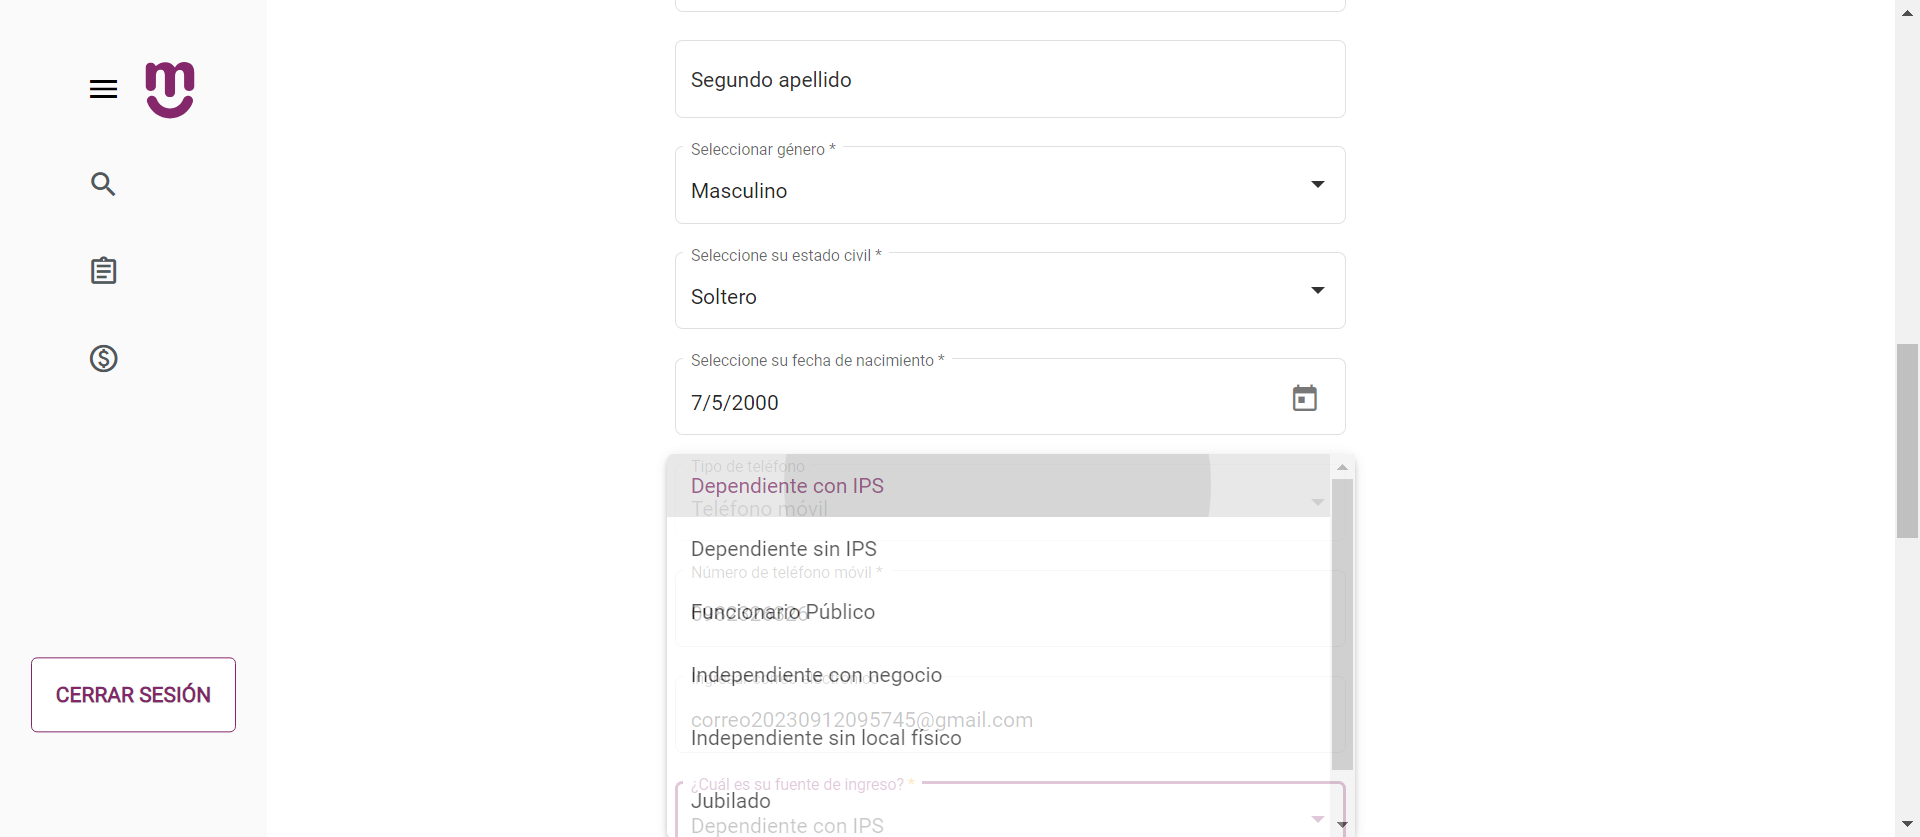 Segundo apellido
Seleccionar género *
Masculino
Seleccione su estado civil *
Soltero
Seleccione su fecha de nacimiento *
7/5/2000
Tipo de teléfono
Dependiente con IPS
Teléfono móvil
Dependiente sin IPS
Número de teléfono móvil *
Funcionario Público
Independiente con negocio
correo20230912095745@gmail.com
Independiente sin local físico
¿Cuál es su fuente de ingreso? *
Jubilado
Dependiente con IPS
CERRAR SESIÓN